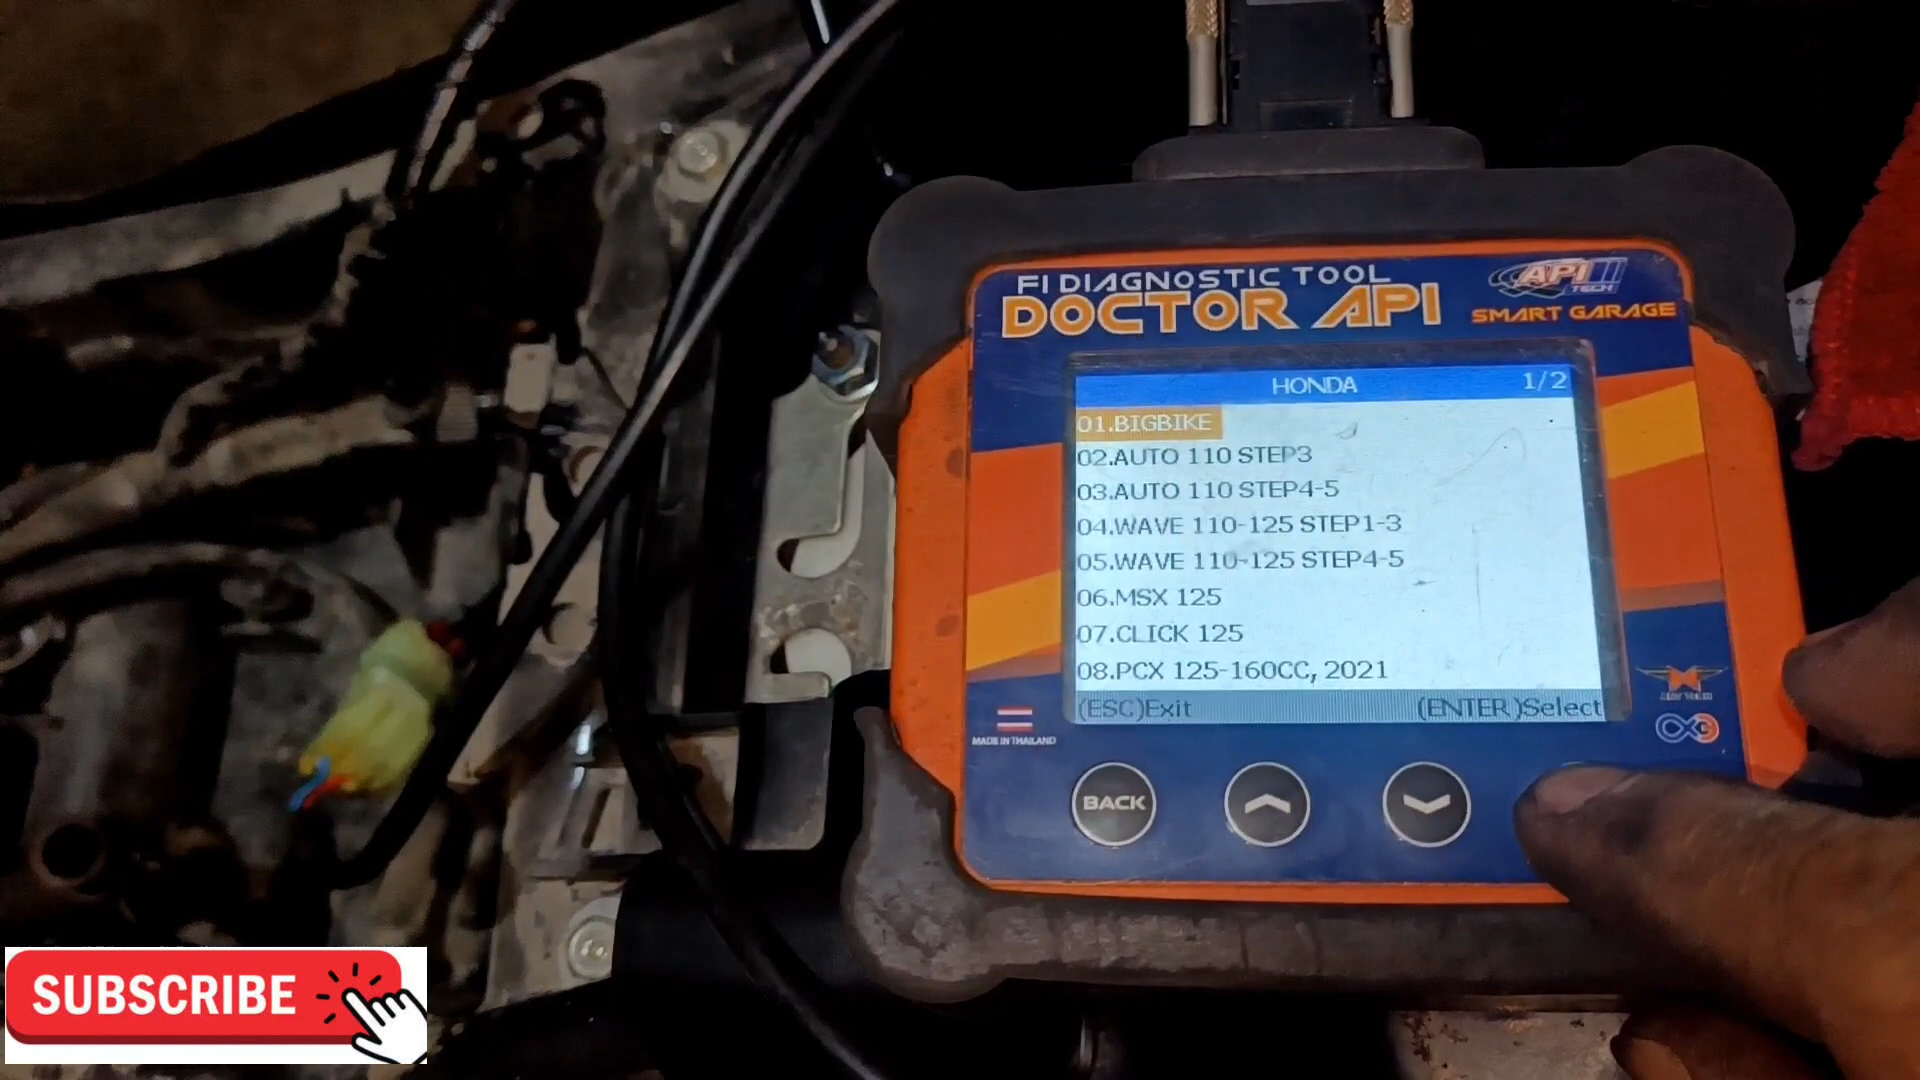 FI DIAGNOSTIC TOOL
DOCTOR API
API
TECH
SMART GARAGE
HONDA 1/2
01.BIGBIKE
02.AUTO 110 STEP3
03.AUTO 110 STEP4-5
04.WAVE 110-125 STEP1-3
05.WAVE 110-125 STEP4-5
06.MSX 125
07.CLICK 125
08.PCX 125-160CC, 2021
(ESC)Exit (ENTER)Select
MADE IN THAILAND
BACK
SUBSCRIBE